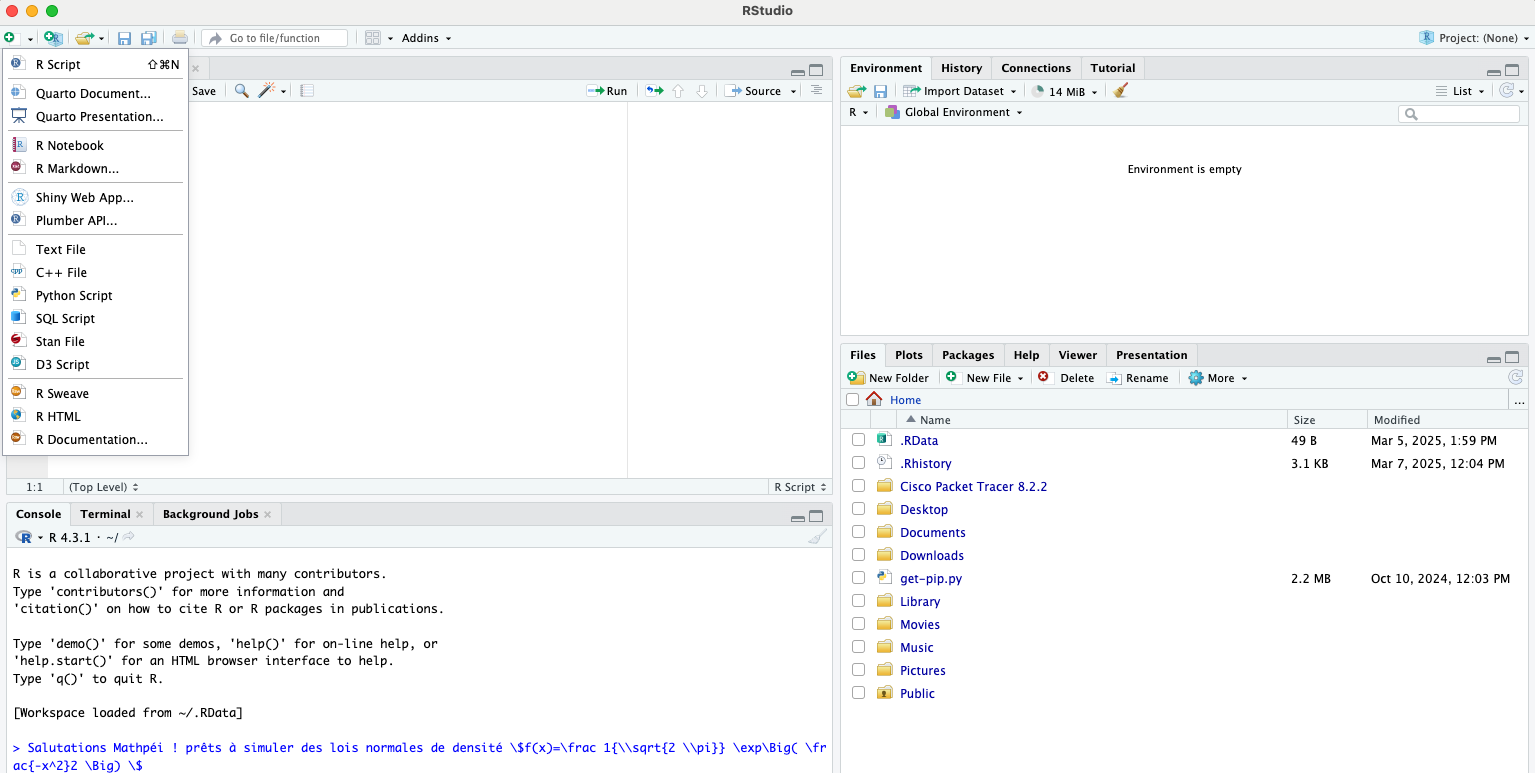 RStudio
Go to file/function
Addins
Project: (None)
R Script ⇧⌘N
Quarto Document...
Quarto Presentation...
R Notebook
R Markdown...
Shiny Web App...
Plumber API...
Text File
C++ File
Python Script
SQL Script
Stan File
D3 Script
R Sweave
R HTML
R Documentation...
Save
Run
Source
1:1 (Top Level)
R Script
Console Terminal Background Jobs
R 4.3.1 · ~/
R is a collaborative project with many contributors.
Type 'contributors()' for more information and
'citation()' on how to cite R or R packages in publications.
Type 'demo()' for some demos, 'help()' for on-line help, or
'help.start()' for an HTML browser interface to help.
Type 'q()' to quit R.
[Workspace loaded from ~/.RData]
> Salutations Mathpéi ! prêts à simuler des lois normales de densité \$f(x)=\frac 1{\\sqrt{2 \\pi}} \exp\Big( \fr
ac{-x^2}2 \Big) \$
Environment History Connections Tutorial
Import Dataset 14 MiB List
R Global Environment
Environment is empty
Files Plots Packages Help Viewer Presentation
New Folder New File Delete Rename More
Home ...
Name Size Modified
.RData 49 B Mar 5, 2025, 1:59 PM
.Rhistory 3.1 KB Mar 7, 2025, 12:04 PM
Cisco Packet Tracer 8.2.2
Desktop
Documents
Downloads
get-pip.py 2.2 MB Oct 10, 2024, 12:03 PM
Library
Movies
Music
Pictures
Public